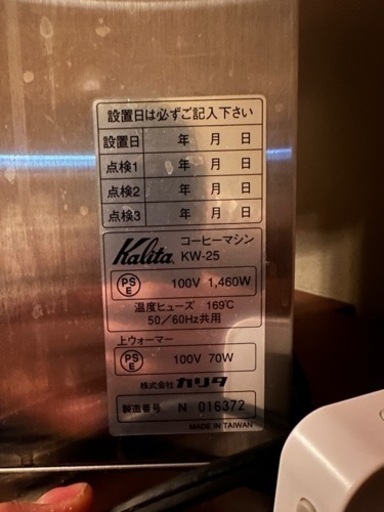 設置日は必ずご記入下さい
設置日 年 月 日
点検1 年 月 日
点検2 年 月 日
点検3 年 月 日
Kalita コーヒーマシン
KW-25
PSE 100V 1,460W
温度ヒューズ 169℃
50/60Hz共用
上ウォーマー
PSE 100V 70W
株式会社 カリタ
製造番号 N 016372
MADE IN TAIWAN